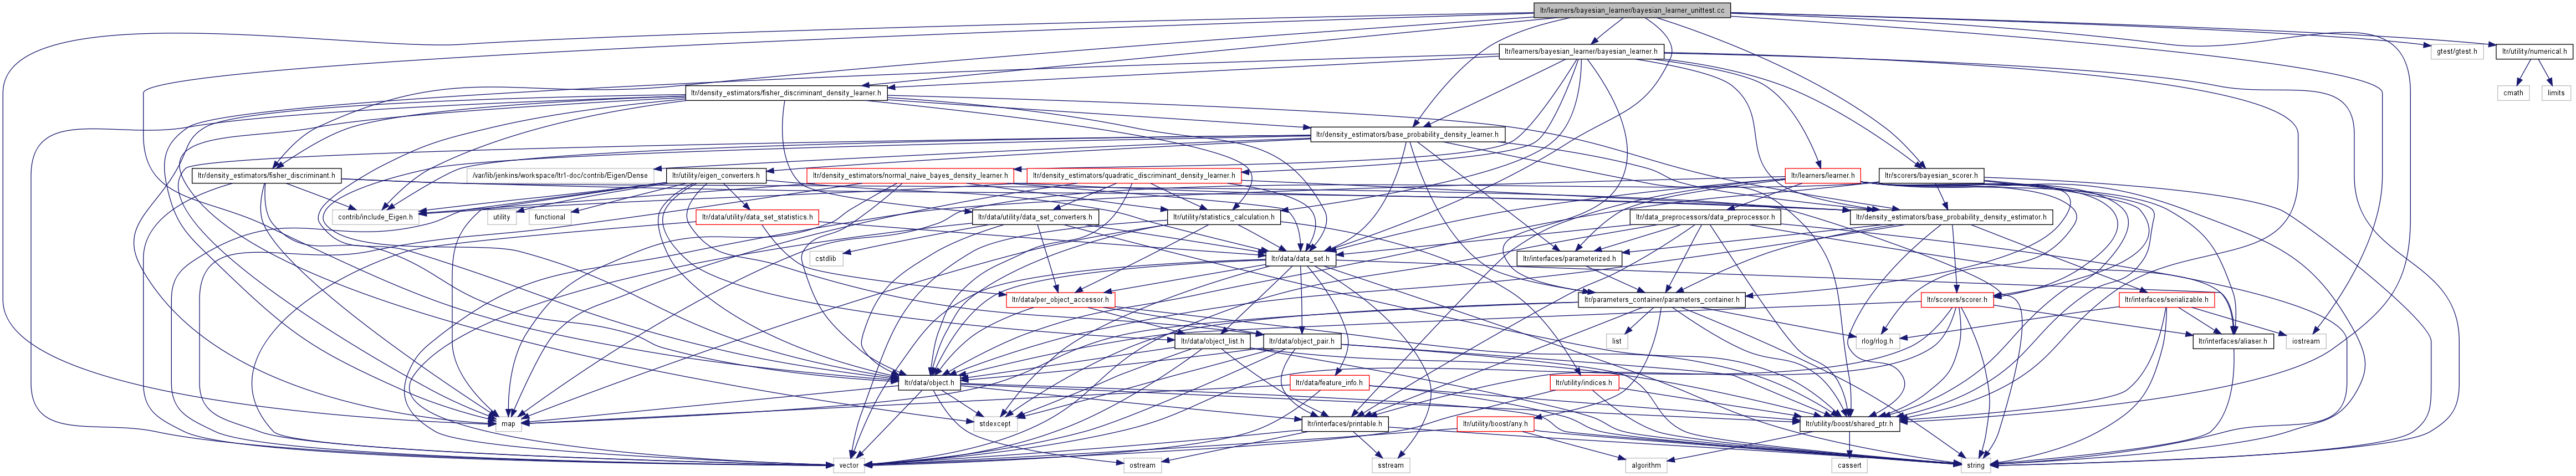 ltr/learners/bayesian_learner/bayesian_learner_unittest.cc
ltr/learners/bayesian_learner/bayesian_learner.h
gtest/gtest.h
ltr/utility/numerical.h
ltr/density_estimators/fisher_discriminant_density_learner.h
cmath
limits
ltr/density_estimators/base_probability_density_learner.h
ltr/density_estimators/fisher_discriminant.h
/var/lib/jenkins/workspace/ltr1-doc/contrib/Eigen/Dense
ltr/utility/eigen_converters.h
ltr/density_estimators/normal_naive_bayes_density_learner.h
ltr/density_estimators/quadratic_discriminant_density_learner.h
ltr/learners/learner.h
ltr/scorers/bayesian_scorer.h
contrib/include_Eigen.h
utility
functional
ltr/data/utility/data_set_statistics.h
ltr/data/utility/data_set_converters.h
ltr/utility/statistics_calculation.h
ltr/data_preprocessors/data_preprocessor.h
ltr/density_estimators/base_probability_density_estimator.h
cstdlib
ltr/data/data_set.h
ltr/interfaces/parameterized.h
ltr/data/per_object_accessor.h
ltr/parameters_container/parameters_container.h
ltr/scorers/scorer.h
ltr/interfaces/serializable.h
ltr/data/object_list.h
ltr/data/object_pair.h
list
rlog/rlog.h
ltr/interfaces/aliaser.h
iostream
ltr/data/object.h
ltr/data/feature_info.h
ltr/utility/indices.h
map
stdexcept
ltr/interfaces/printable.h
ltr/utility/boost/any.h
ltr/utility/boost/shared_ptr.h
vector
ostream
sstream
algorithm
cassert
string